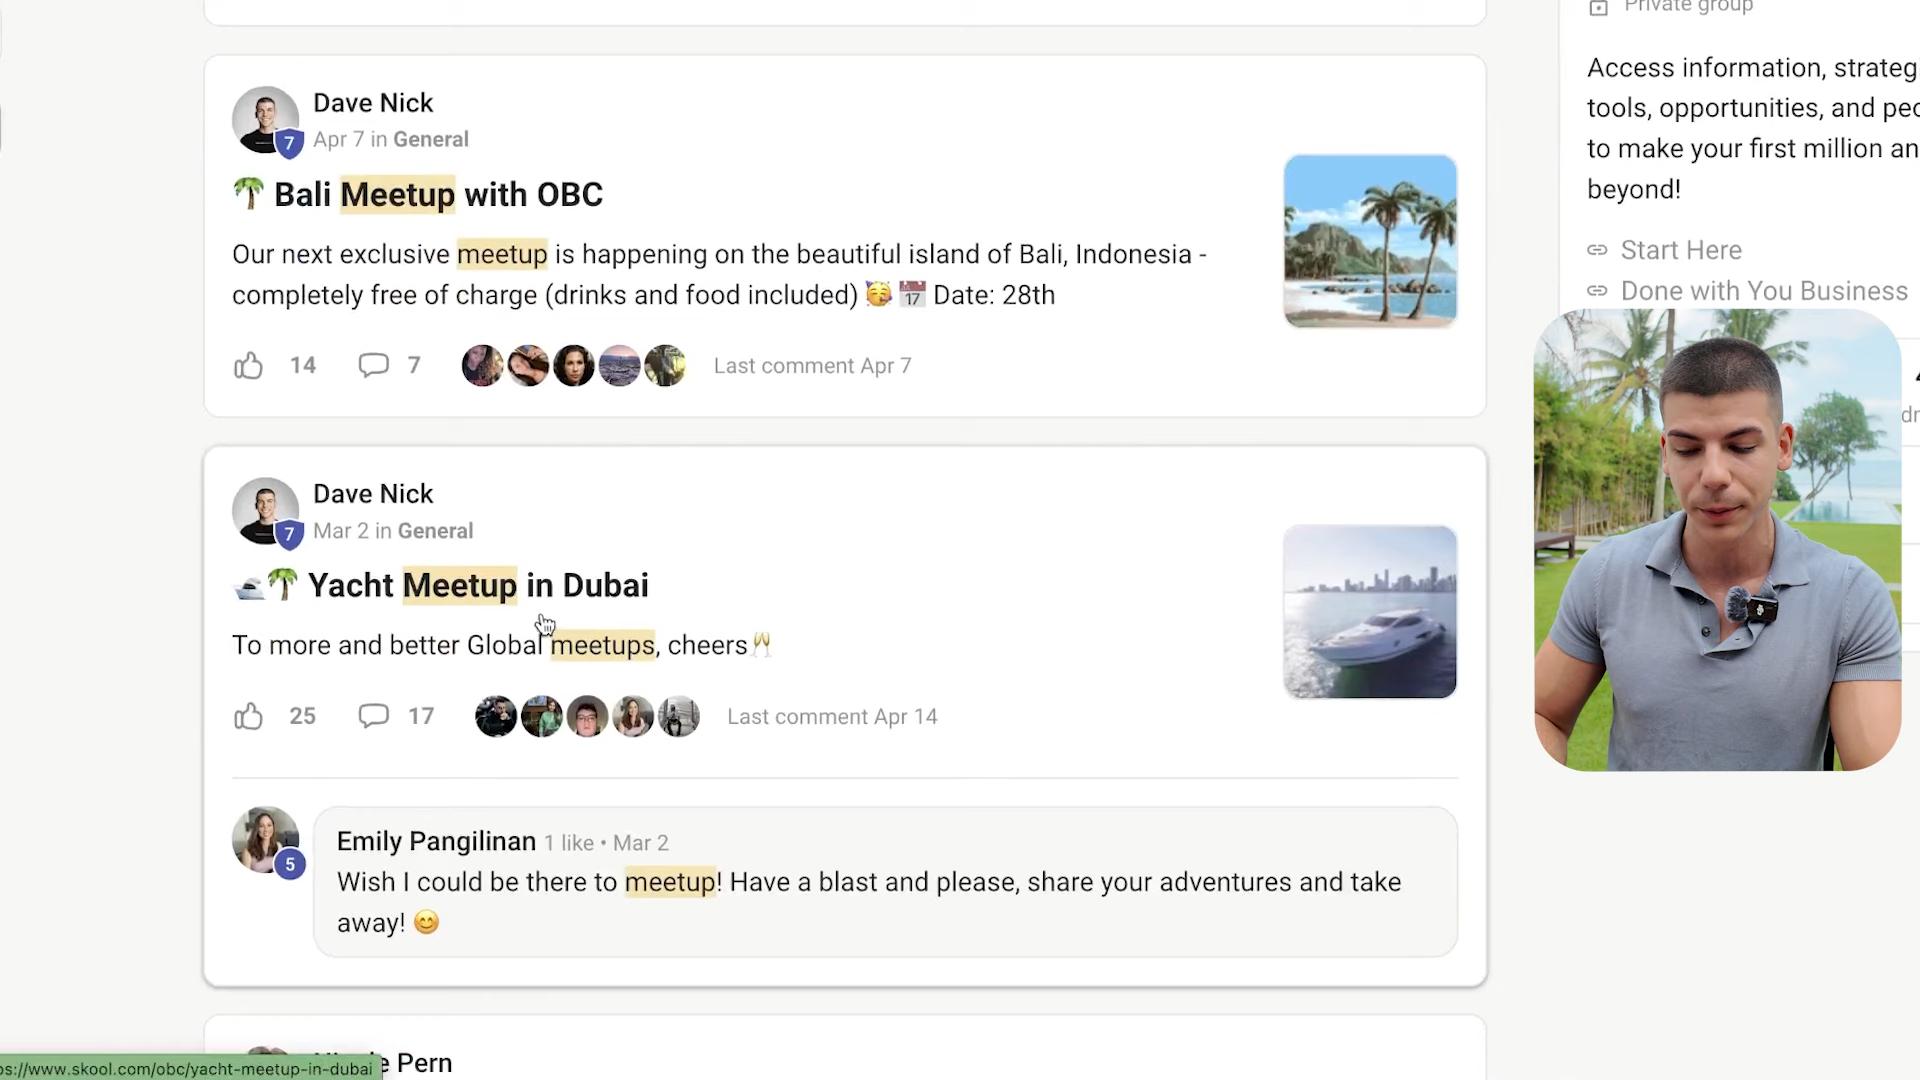 Private group
Access information, strateg
tools, opportunities, and pec
to make your first million an
beyond!
Start Here
Done with You Business
Dave Nick
7
Apr 7 in General
🌴 Bali Meetup with OBC
Our next exclusive meetup is happening on the beautiful island of Bali, Indonesia -
completely free of charge (drinks and food included) 🥳 📅 Date: 28th
14 7 Last comment Apr 7
Dave Nick
7
Mar 2 in General
🛥️🌴 Yacht Meetup in Dubai
To more and better Global meetups, cheers🥂
25 17 Last comment Apr 14
Emily Pangilinan 1 like • Mar 2
5
Wish I could be there to meetup! Have a blast and please, share your adventures and take
away! 😊
e Pern
ps://www.skool.com/obc/yacht-meetup-in-dubai